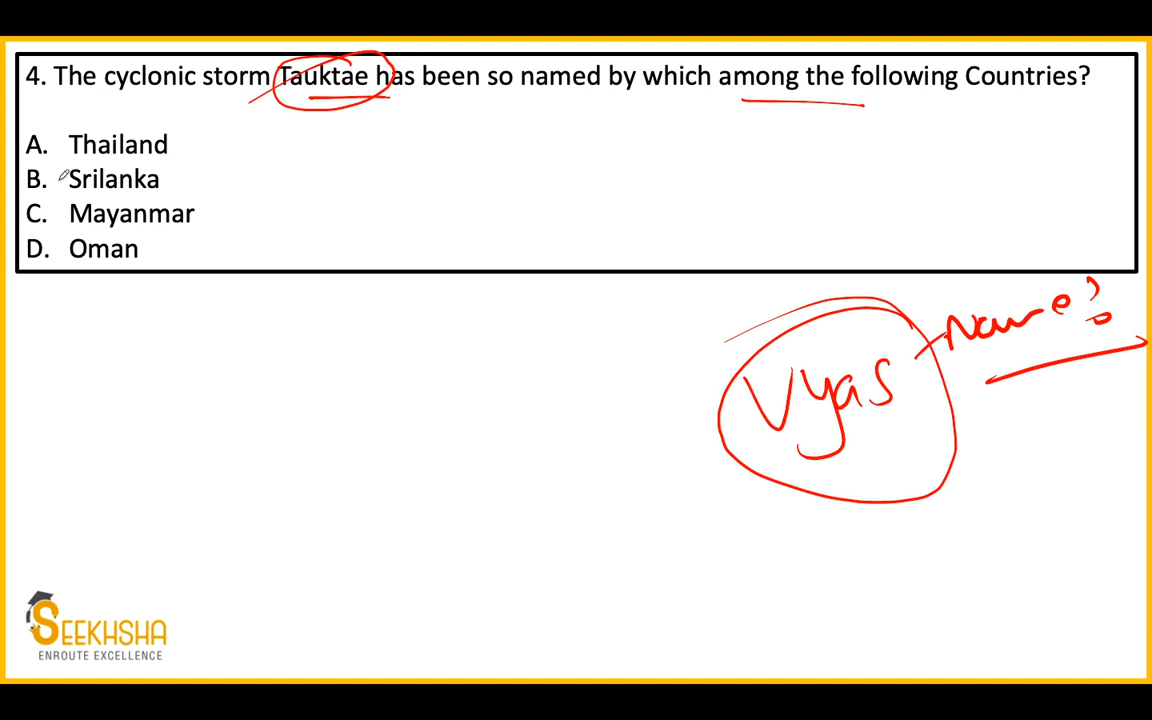 4. The cyclonic storm Tauktae has been so named by which among the following Countries?
A. Thailand
B. Srilanka
C. Mayanmar
D. Oman
Name?
Vyas
SEEKHSHA
ENROUTE EXCELLENCE